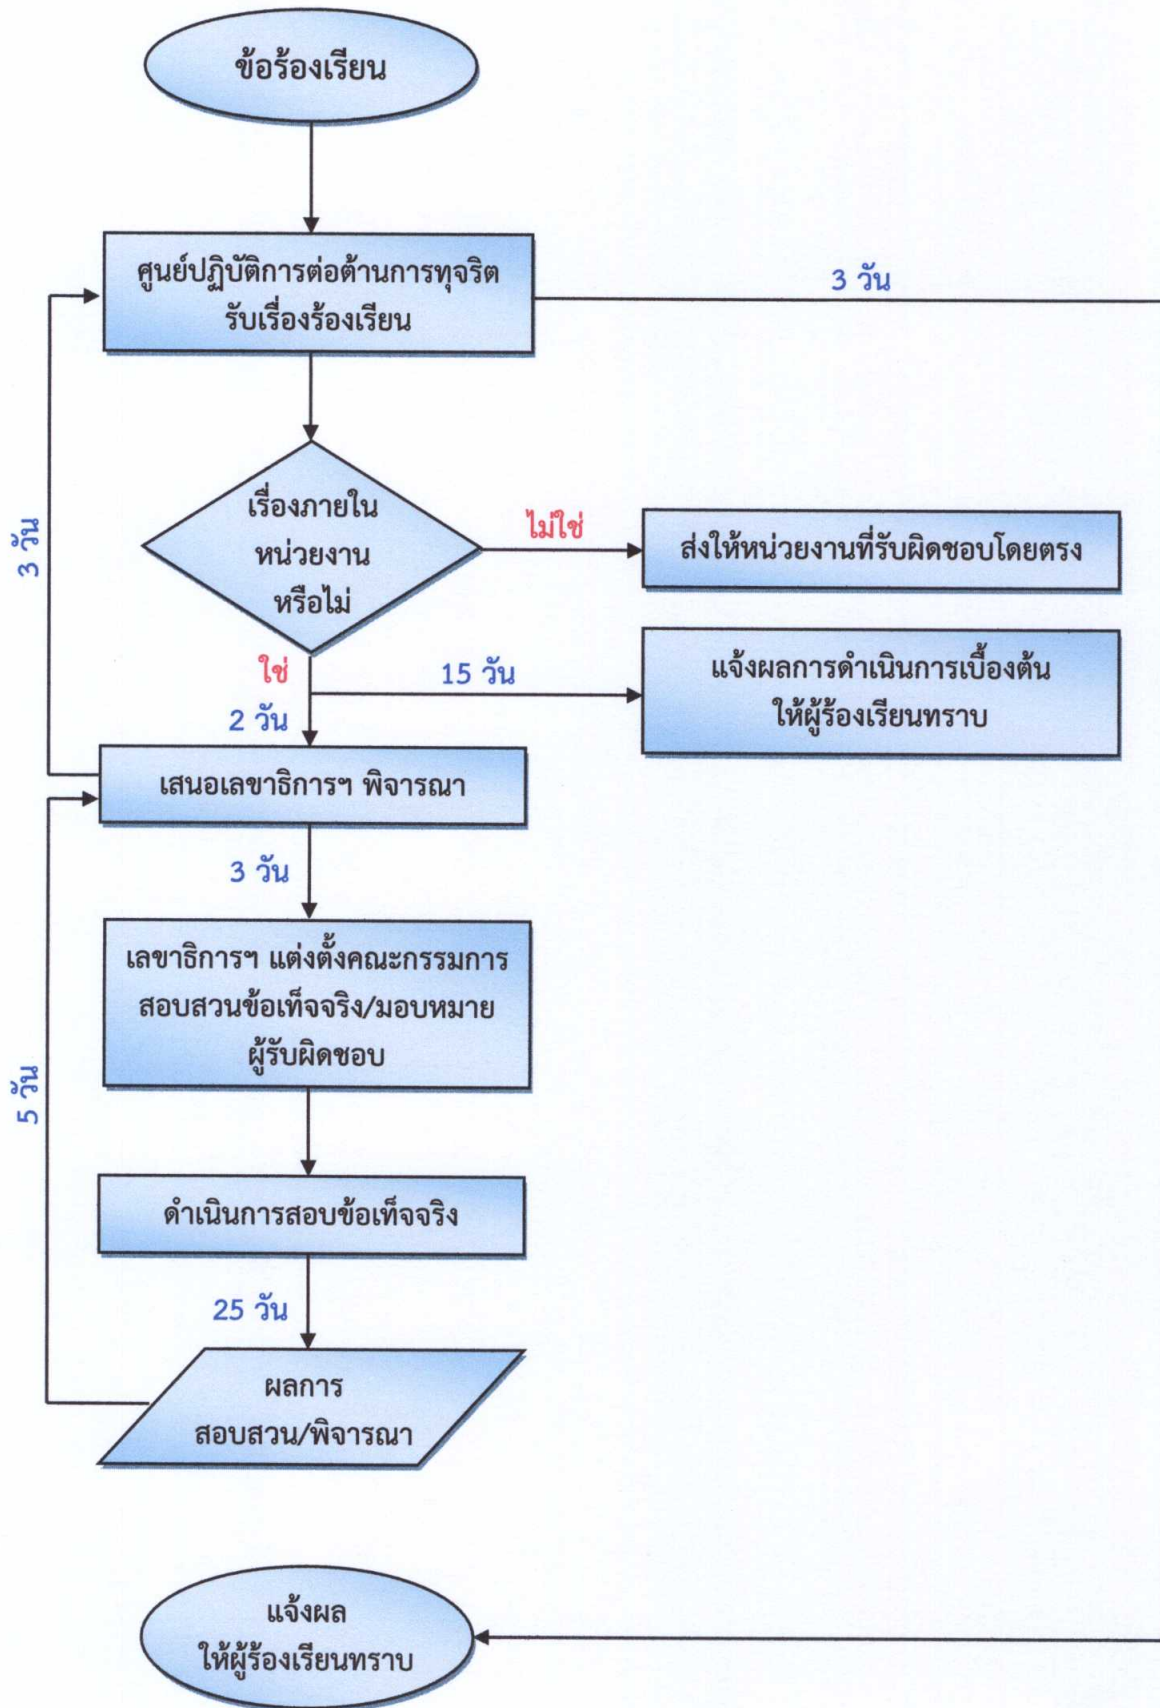 ข้อร้องเรียน
ศูนย์ปฏิบัติการต่อต้านการทุจริต
รับเรื่องร้องเรียน
3 วัน
เรื่องภายใน
หน่วยงาน
หรือไม่
ไม่ใช่
ส่งให้หน่วยงานที่รับผิดชอบโดยตรง
3 วัน
ใช่
15 วัน
แจ้งผลการดำเนินการเบื้องต้น
ให้ผู้ร้องเรียนทราบ
2 วัน
เสนอเลขาธิการฯ พิจารณา
3 วัน
เลขาธิการฯ แต่งตั้งคณะกรรมการ
สอบสวนข้อเท็จจริง/มอบหมาย
ผู้รับผิดชอบ
5 วัน
ดำเนินการสอบข้อเท็จจริง
25 วัน
ผลการ
สอบสวน/พิจารณา
แจ้งผล
ให้ผู้ร้องเรียนทราบ